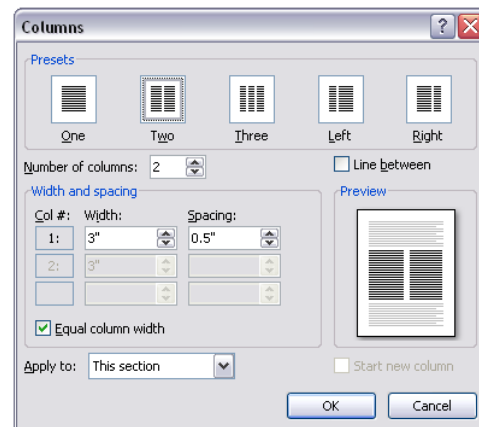 Columns
Presets
One Two Three Left Right
Number of columns: 2 Line between
Width and spacing Preview
Col #: Width: Spacing:
1: 3" 0.5"
2: 3"
Equal column width
Apply to: This section Start new column
OK Cancel